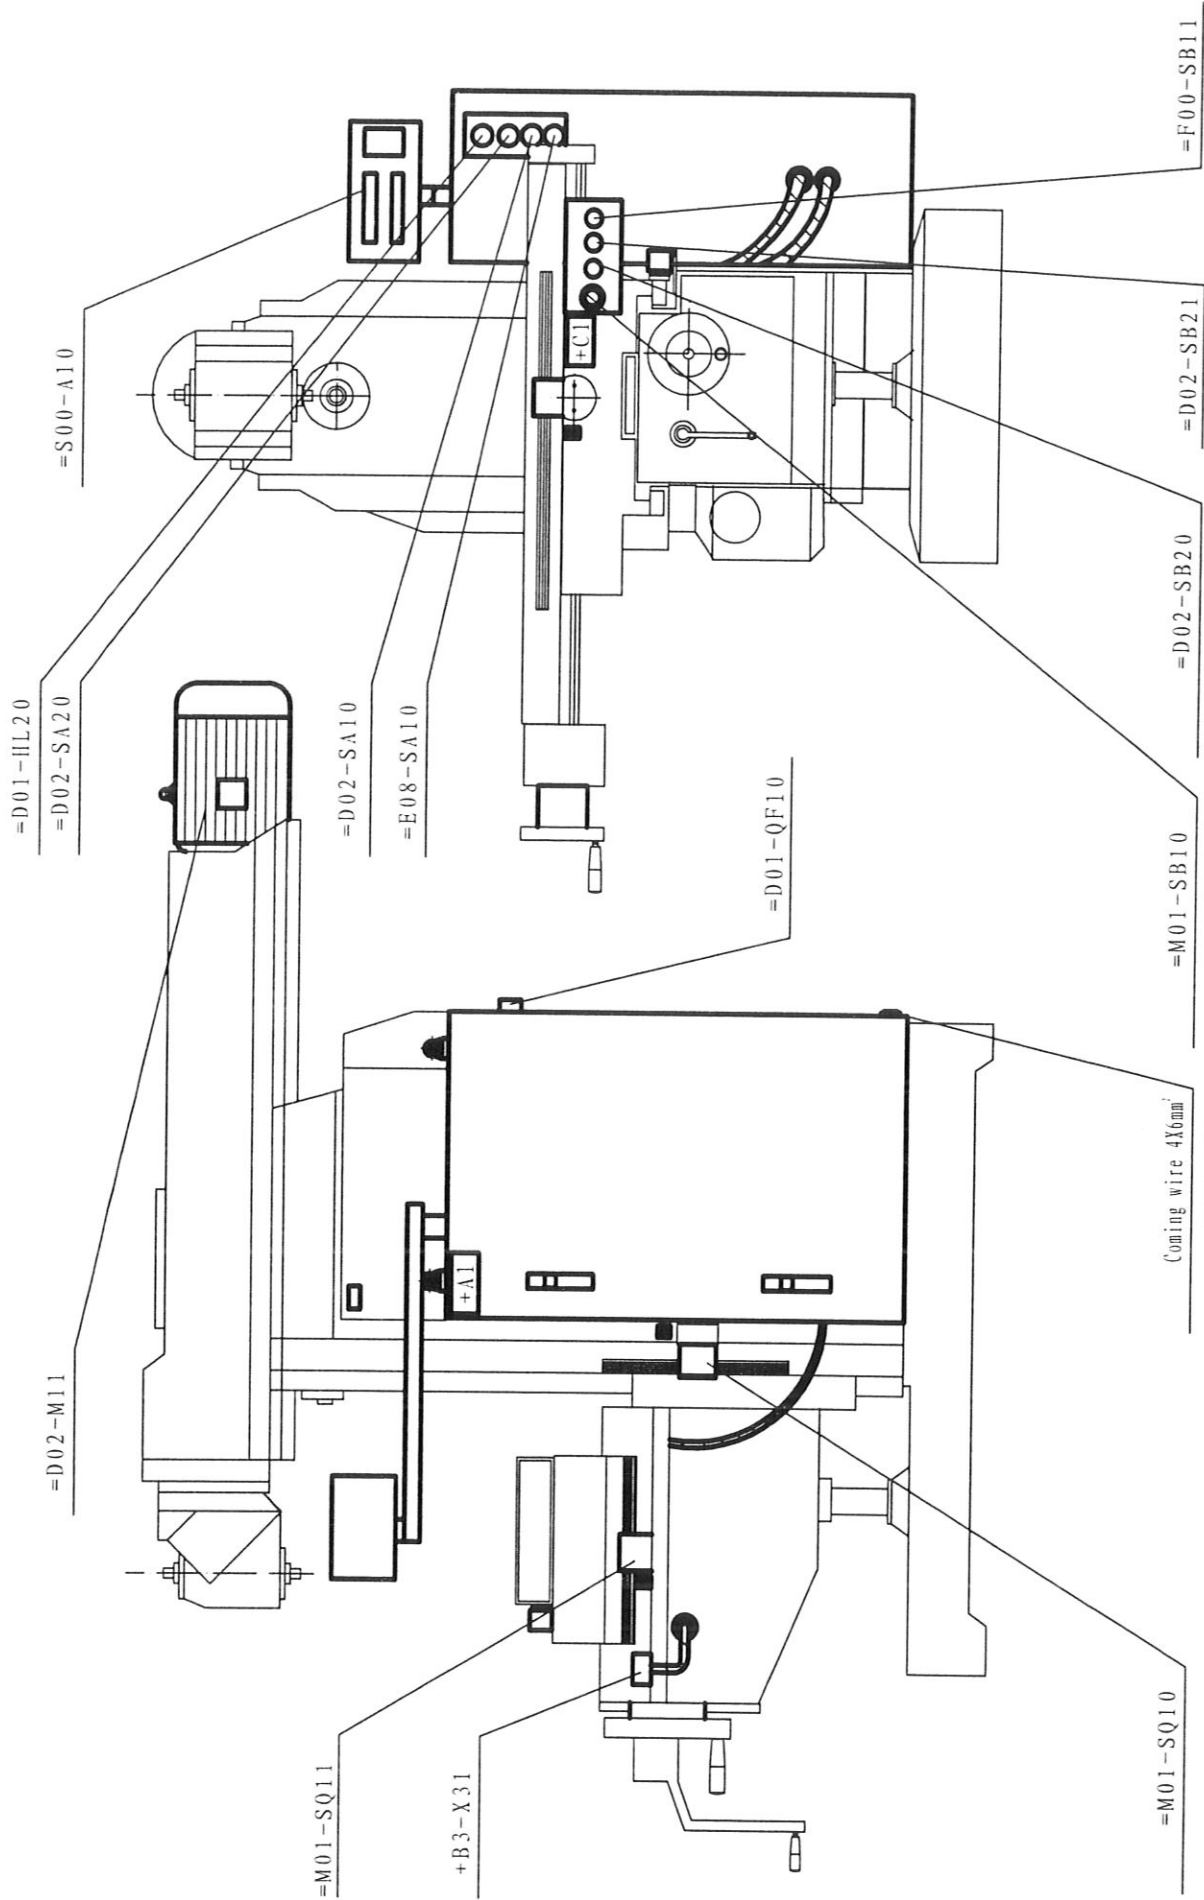 =S00-A10
=D01-HL20
=D02-SA20
=D02-SA10
=E08-SA10
=F00-SB11
=D02-SB21
=D02-SB20
=M01-SB10
+C1
=D02-M11
=D01-QF10
+A1
Coming wire 4X6mm²
=M01-SQ11
+B3-X31
=M01-SQ10